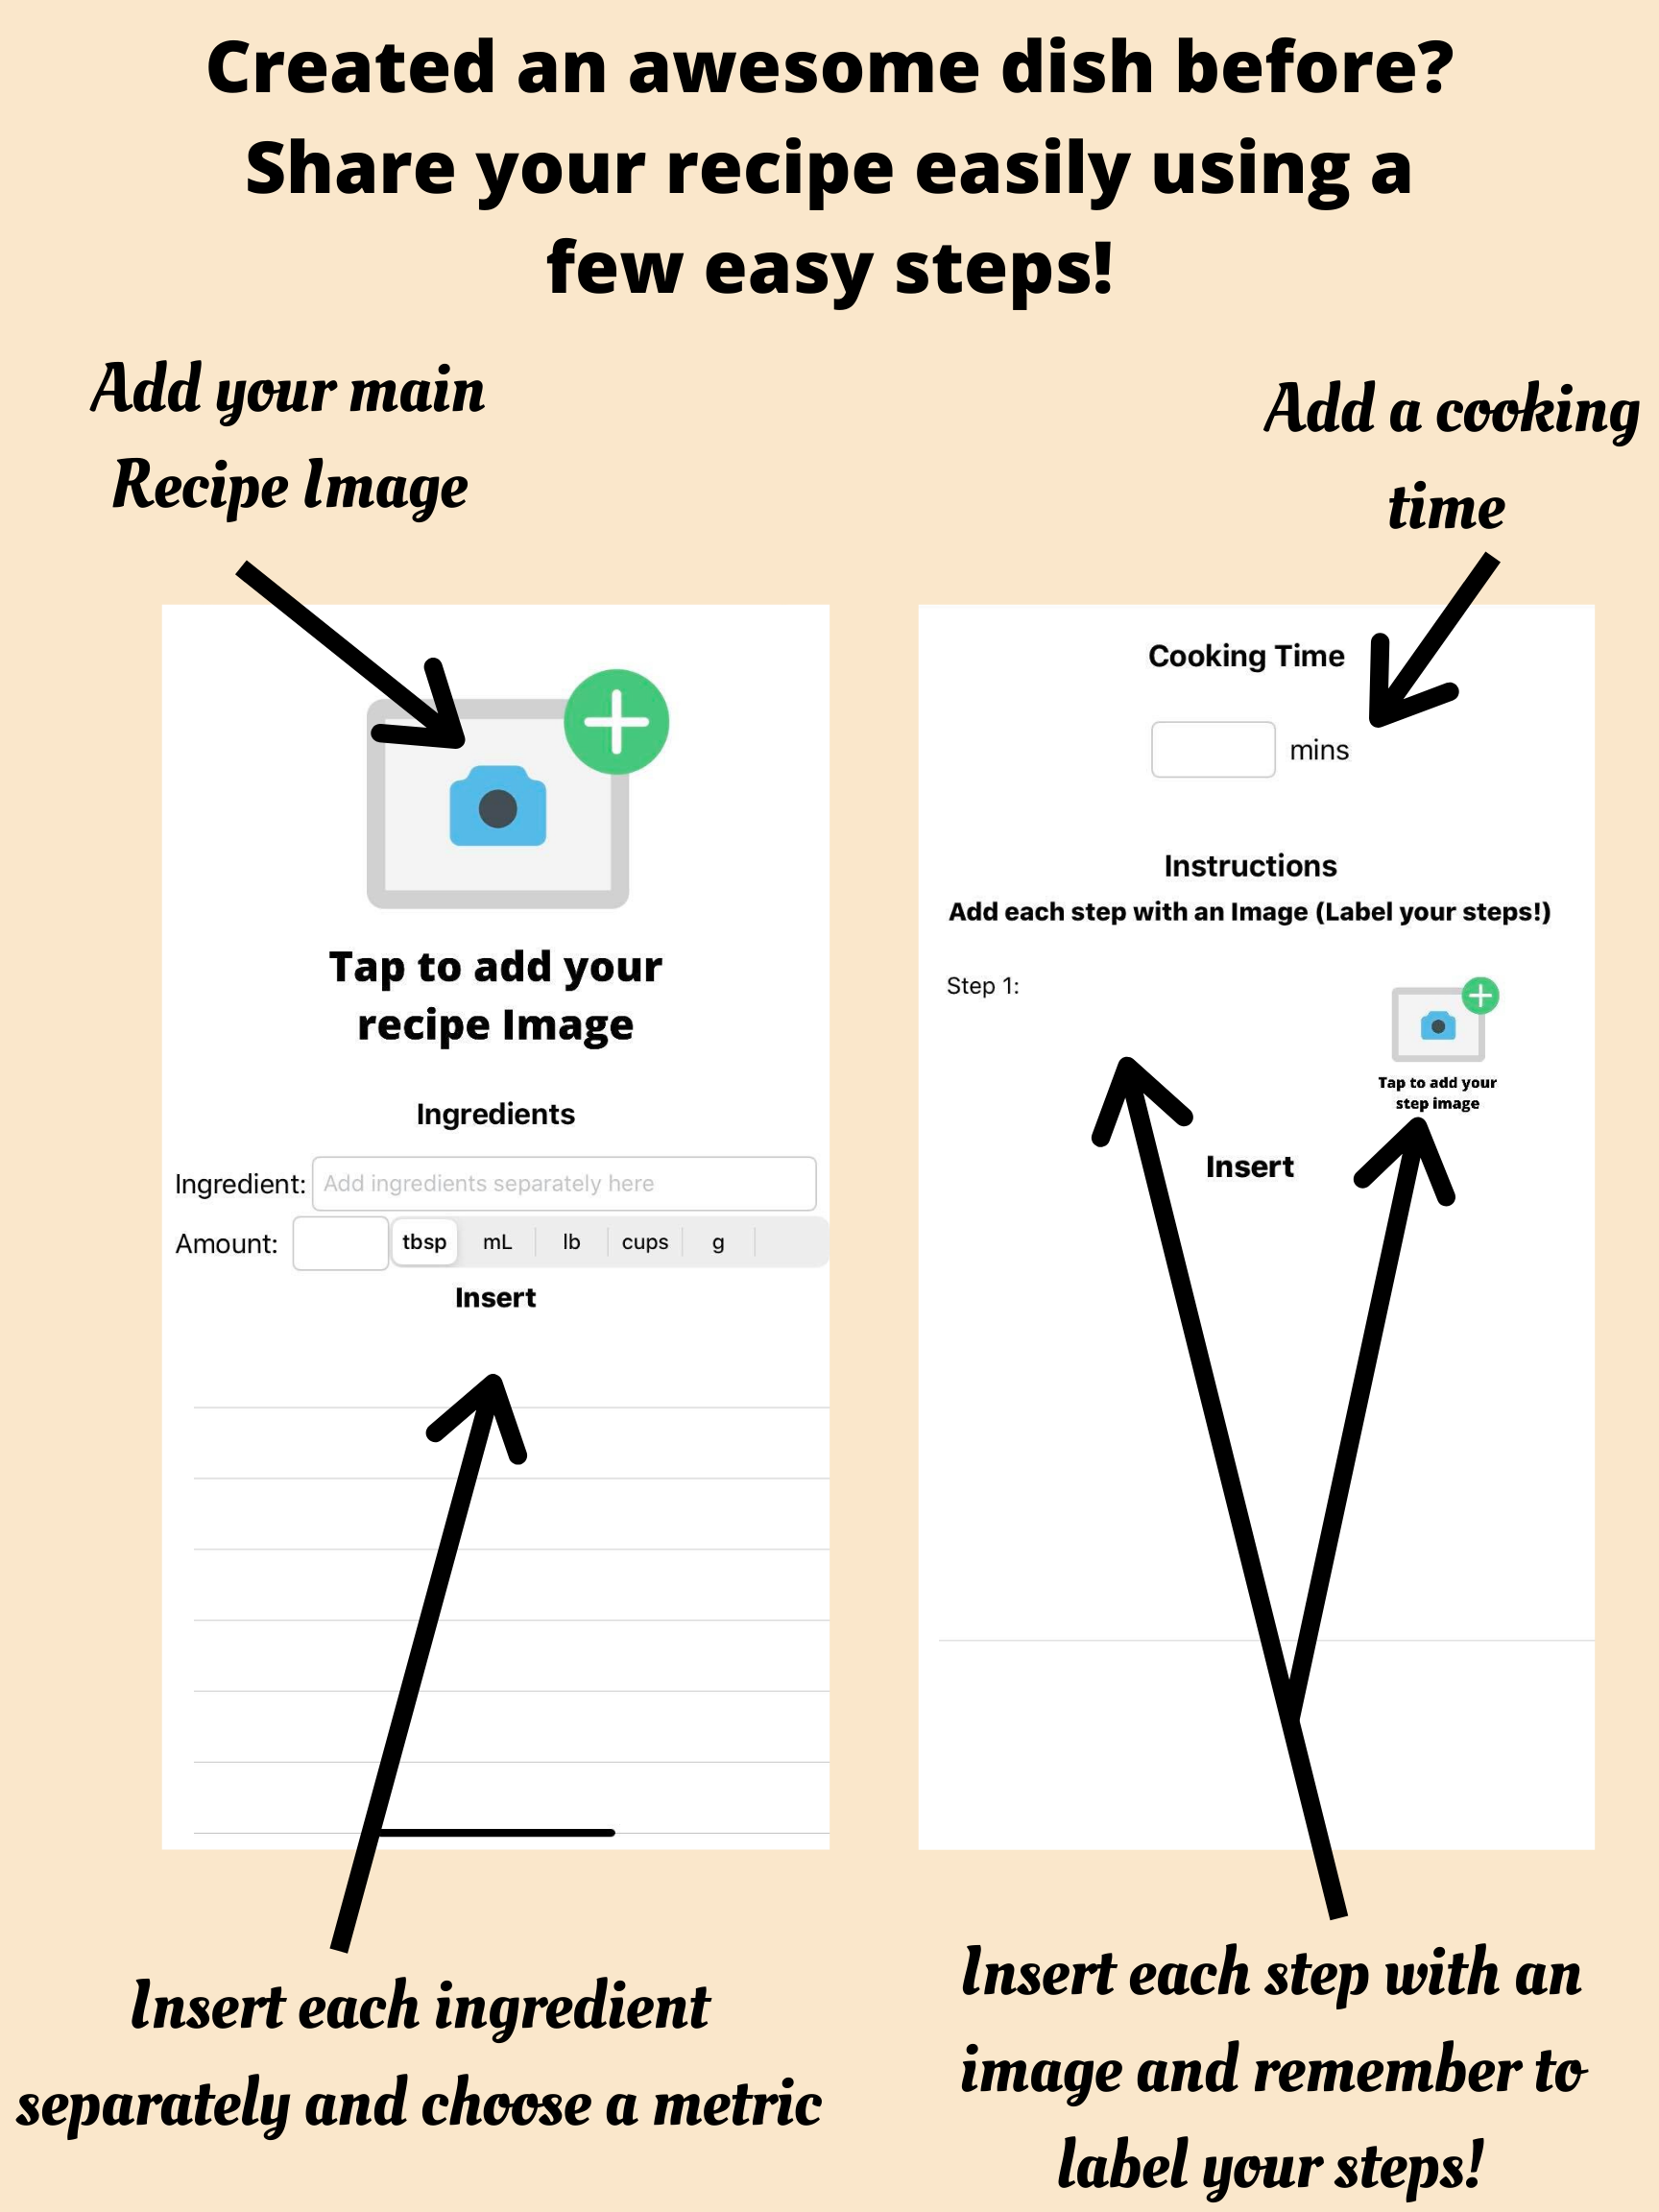 Created an awesome dish before?
Share your recipe easily using a
few easy steps!
Add your main
Recipe Image
Add a cooking
time
Tap to add your
recipe Image
Ingredients
Ingredient: Add ingredients separately here
Amount: tbsp mL lb cups g
Insert
Cooking Time
mins
Instructions
Add each step with an Image (Label your steps!)
Step 1:
Tap to add your
step image
Insert
Insert each ingredient
separately and choose a metric
Insert each step with an
image and remember to
label your steps!